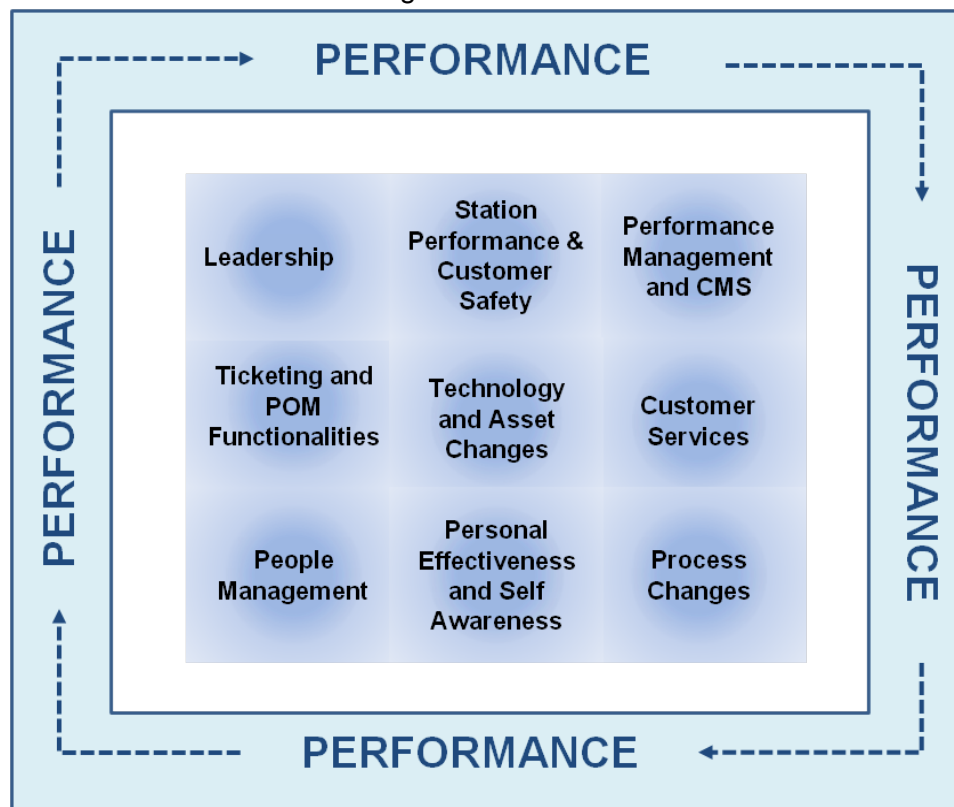 PERFORMANCE
PERFORMANCE
PERFORMANCE
Leadership
Station
Performance &
Customer
Safety
Performance
Management
and CMS
Ticketing and
POM
Functionalities
Technology
and Asset
Changes
Customer
Services
People
Management
Personal
Effectiveness
and Self
Awareness
Process
Changes
PERFORMANCE